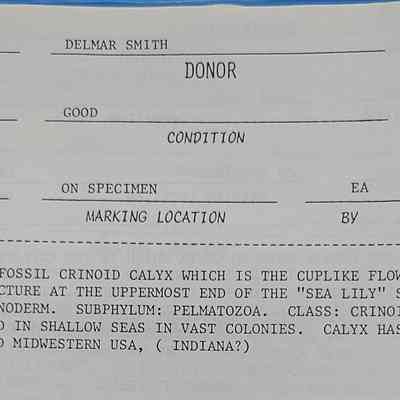 DELMAR SMITH
DONOR
GOOD
CONDITION
ON SPECIMEN EA
MARKING LOCATION BY
FOSSIL CRINOID CALYX WHICH IS THE CUPLIKE FLOW
CTURE AT THE UPPERMOST END OF THE "SEA LILY" S
NODERM. SUBPHYLUM: PELMATOZOA. CLASS: CRINOI
D IN SHALLOW SEAS IN VAST COLONIES. CALYX HAS
D MIDWESTERN USA, ( INDIANA?)